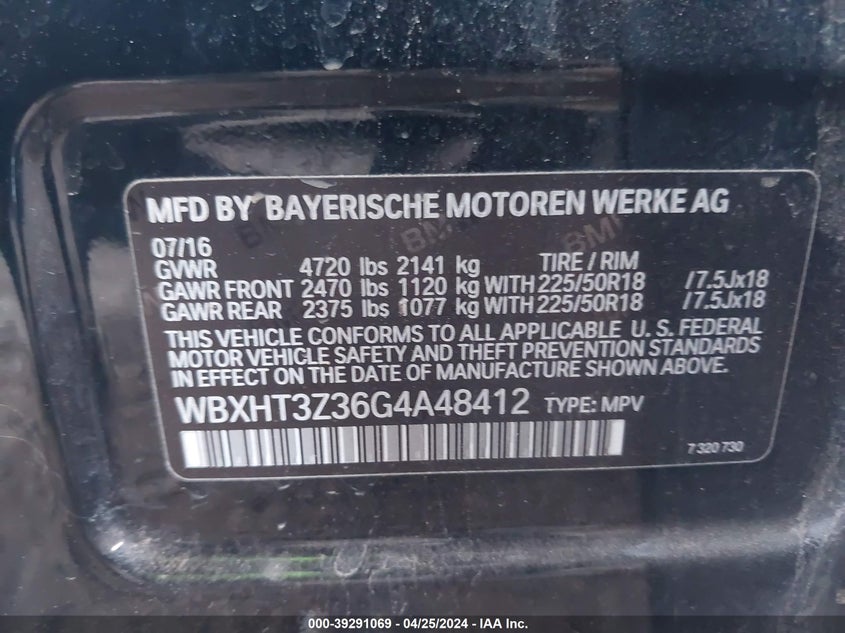 MFD BY BAYERISCHE MOTOREN WERKE AG
07/16
GVWR 4720 lbs 2141 kg TIRE / RIM
GAWR FRONT 2470 lbs 1120 kg WITH 225/50R18 /7.5Jx18
GAWR REAR 2375 lbs 1077 kg WITH 225/50R18 /7.5Jx18
THIS VEHICLE CONFORMS TO ALL APPLICABLE U.S. FEDERAL
MOTOR VEHICLE SAFETY AND THEFT PREVENTION STANDARDS
IN EFFECT ON THE DATE OF MANUFACTURE SHOWN ABOVE.
WBXHT3Z36G4A48412 TYPE: MPV
7 320 730
000-39291069 - 04/25/2024 - IAA Inc.